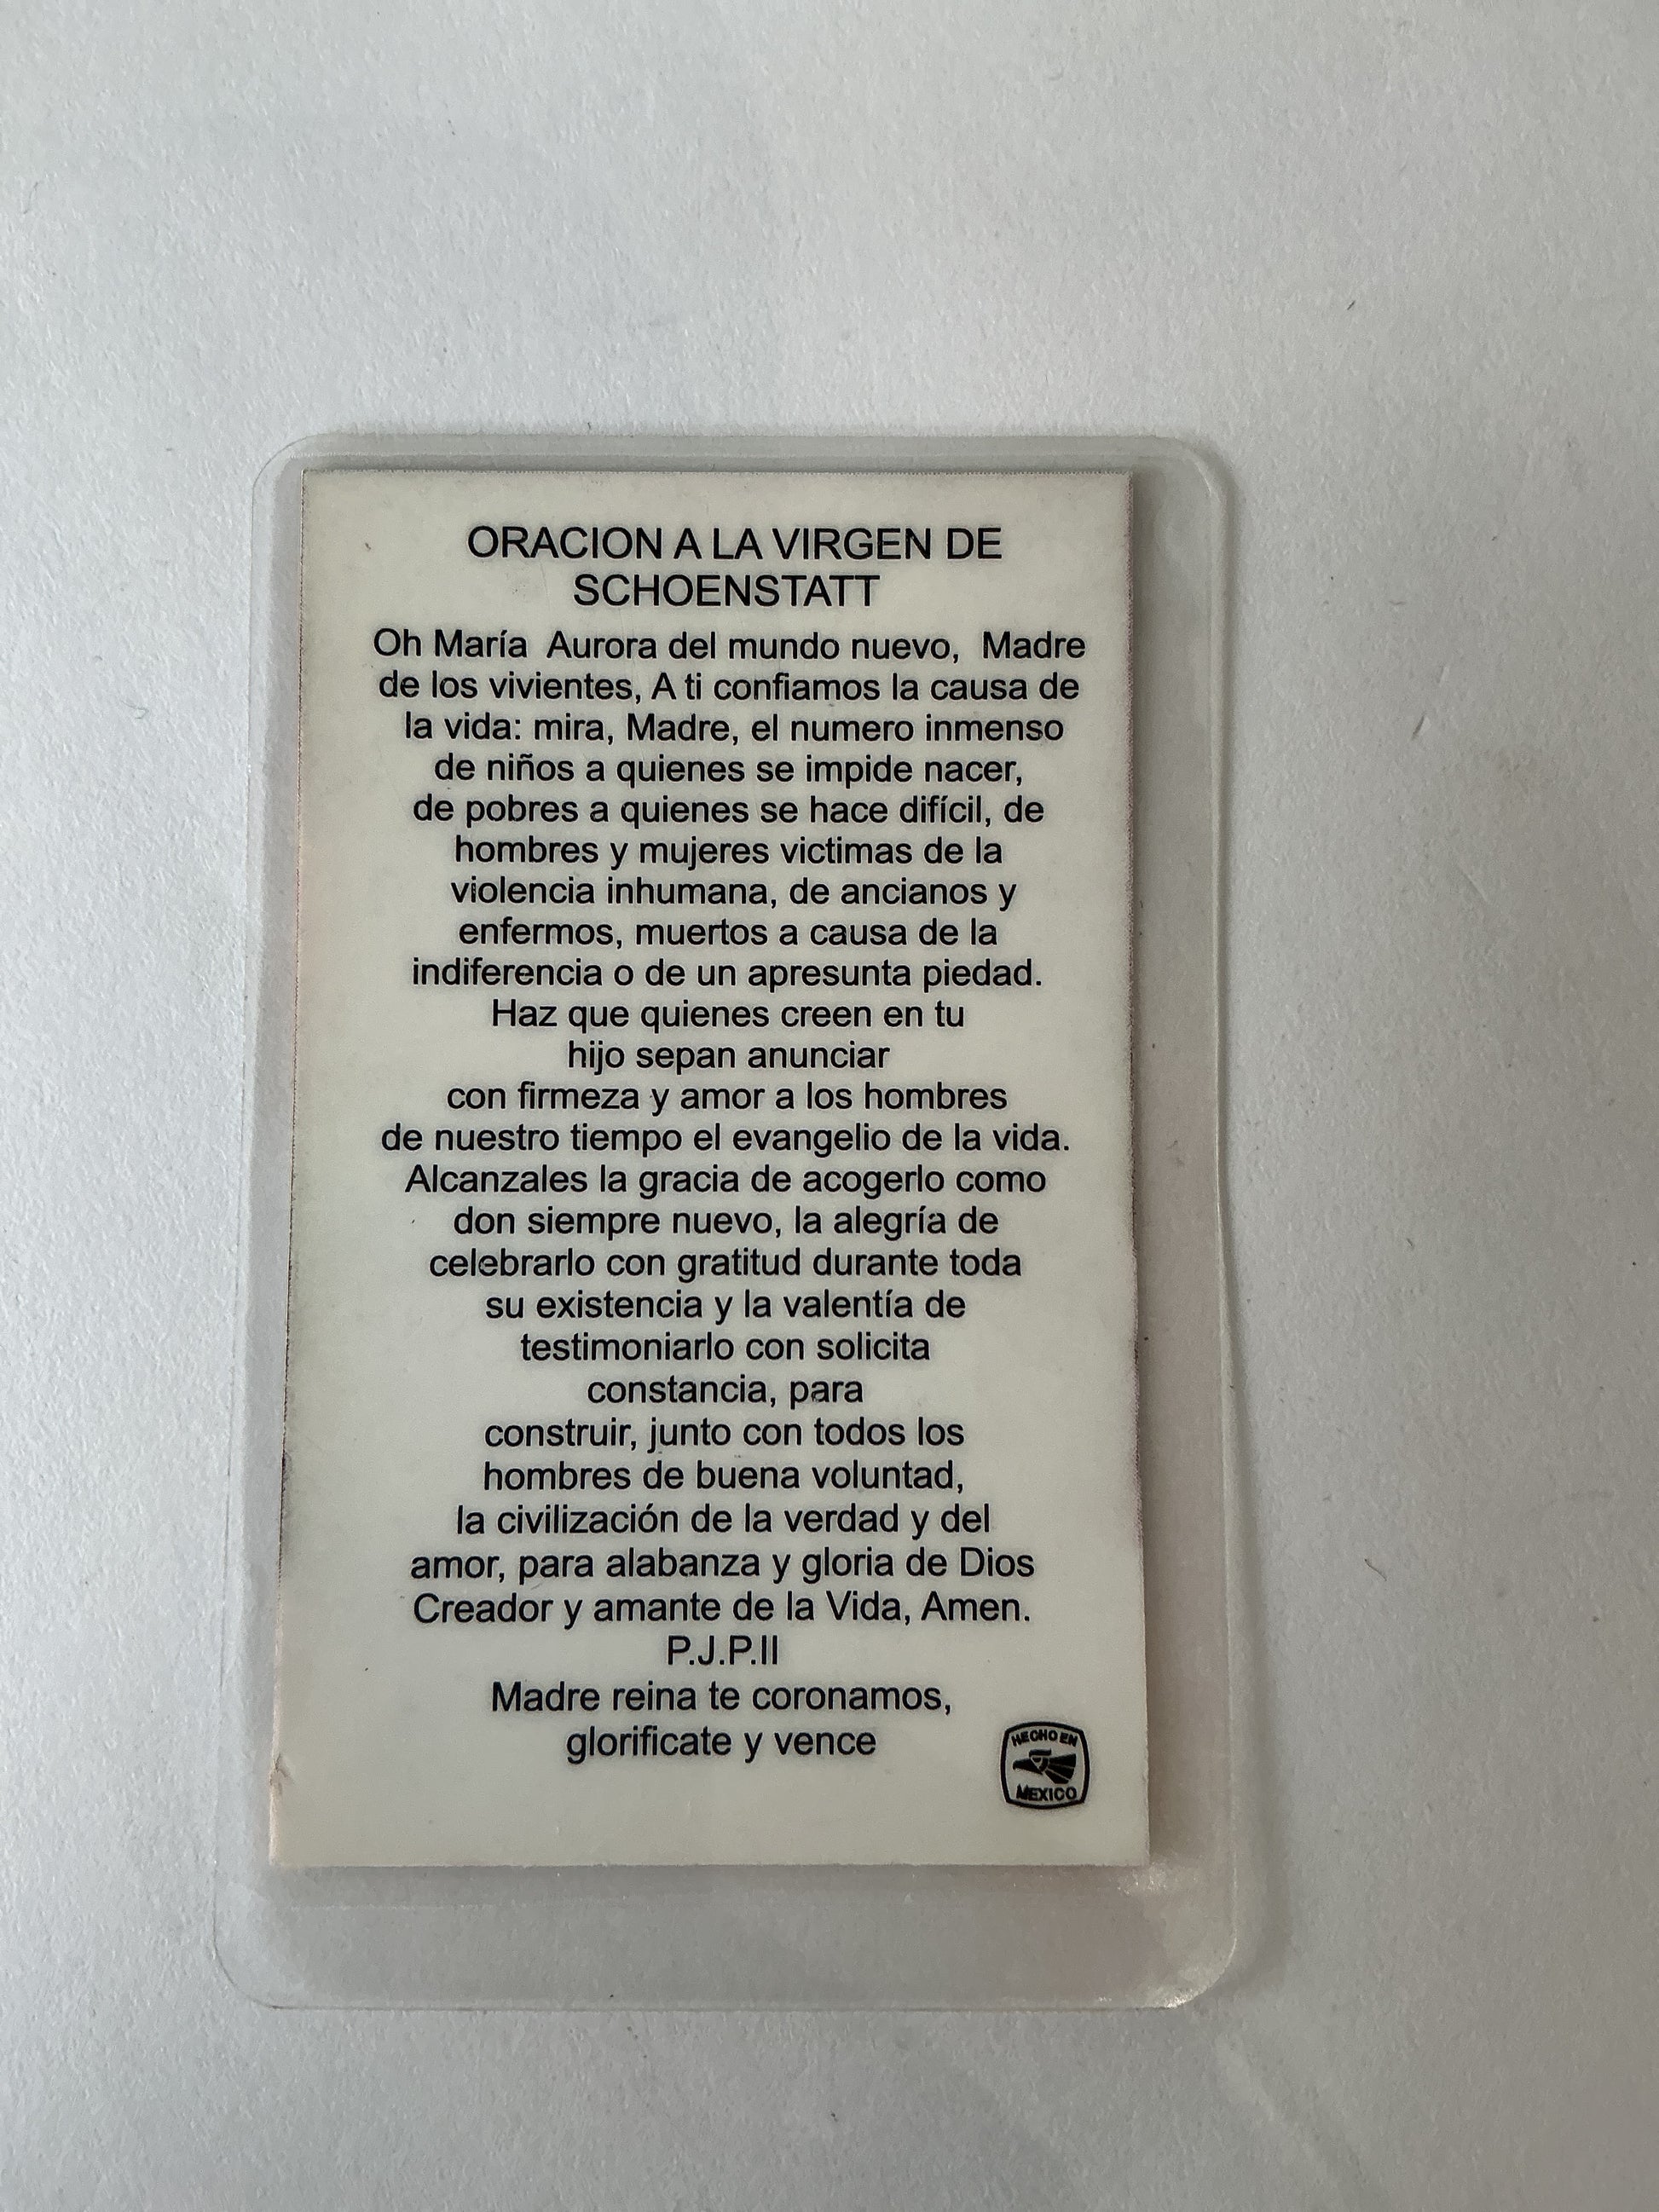 ORACION A LA VIRGEN DE
SCHOENSTATT
Oh María Aurora del mundo nuevo, Madre
de los vivientes, A ti confiamos la causa de
la vida: mira, Madre, el numero inmenso
de niños a quienes se impide nacer,
de pobres a quienes se hace difícil, de
hombres y mujeres victimas de la
violencia inhumana, de ancianos y
enfermos, muertos a causa de la
indiferencia o de un apresunta piedad.
Haz que quienes creen en tu
hijo sepan anunciar
con firmeza y amor a los hombres
de nuestro tiempo el evangelio de la vida.
Alcanzales la gracia de acogerlo como
don siempre nuevo, la alegría de
celebrarlo con gratitud durante toda
su existencia y la valentía de
testimoniarlo con solicita
constancia, para
construir, junto con todos los
hombres de buena voluntad,
la civilización de la verdad y del
amor, para alabanza y gloria de Dios
Creador y amante de la Vida, Amen.
P.J.P.II
Madre reina te coronamos,
glorificate y vence
HECHO EN
MEXICO